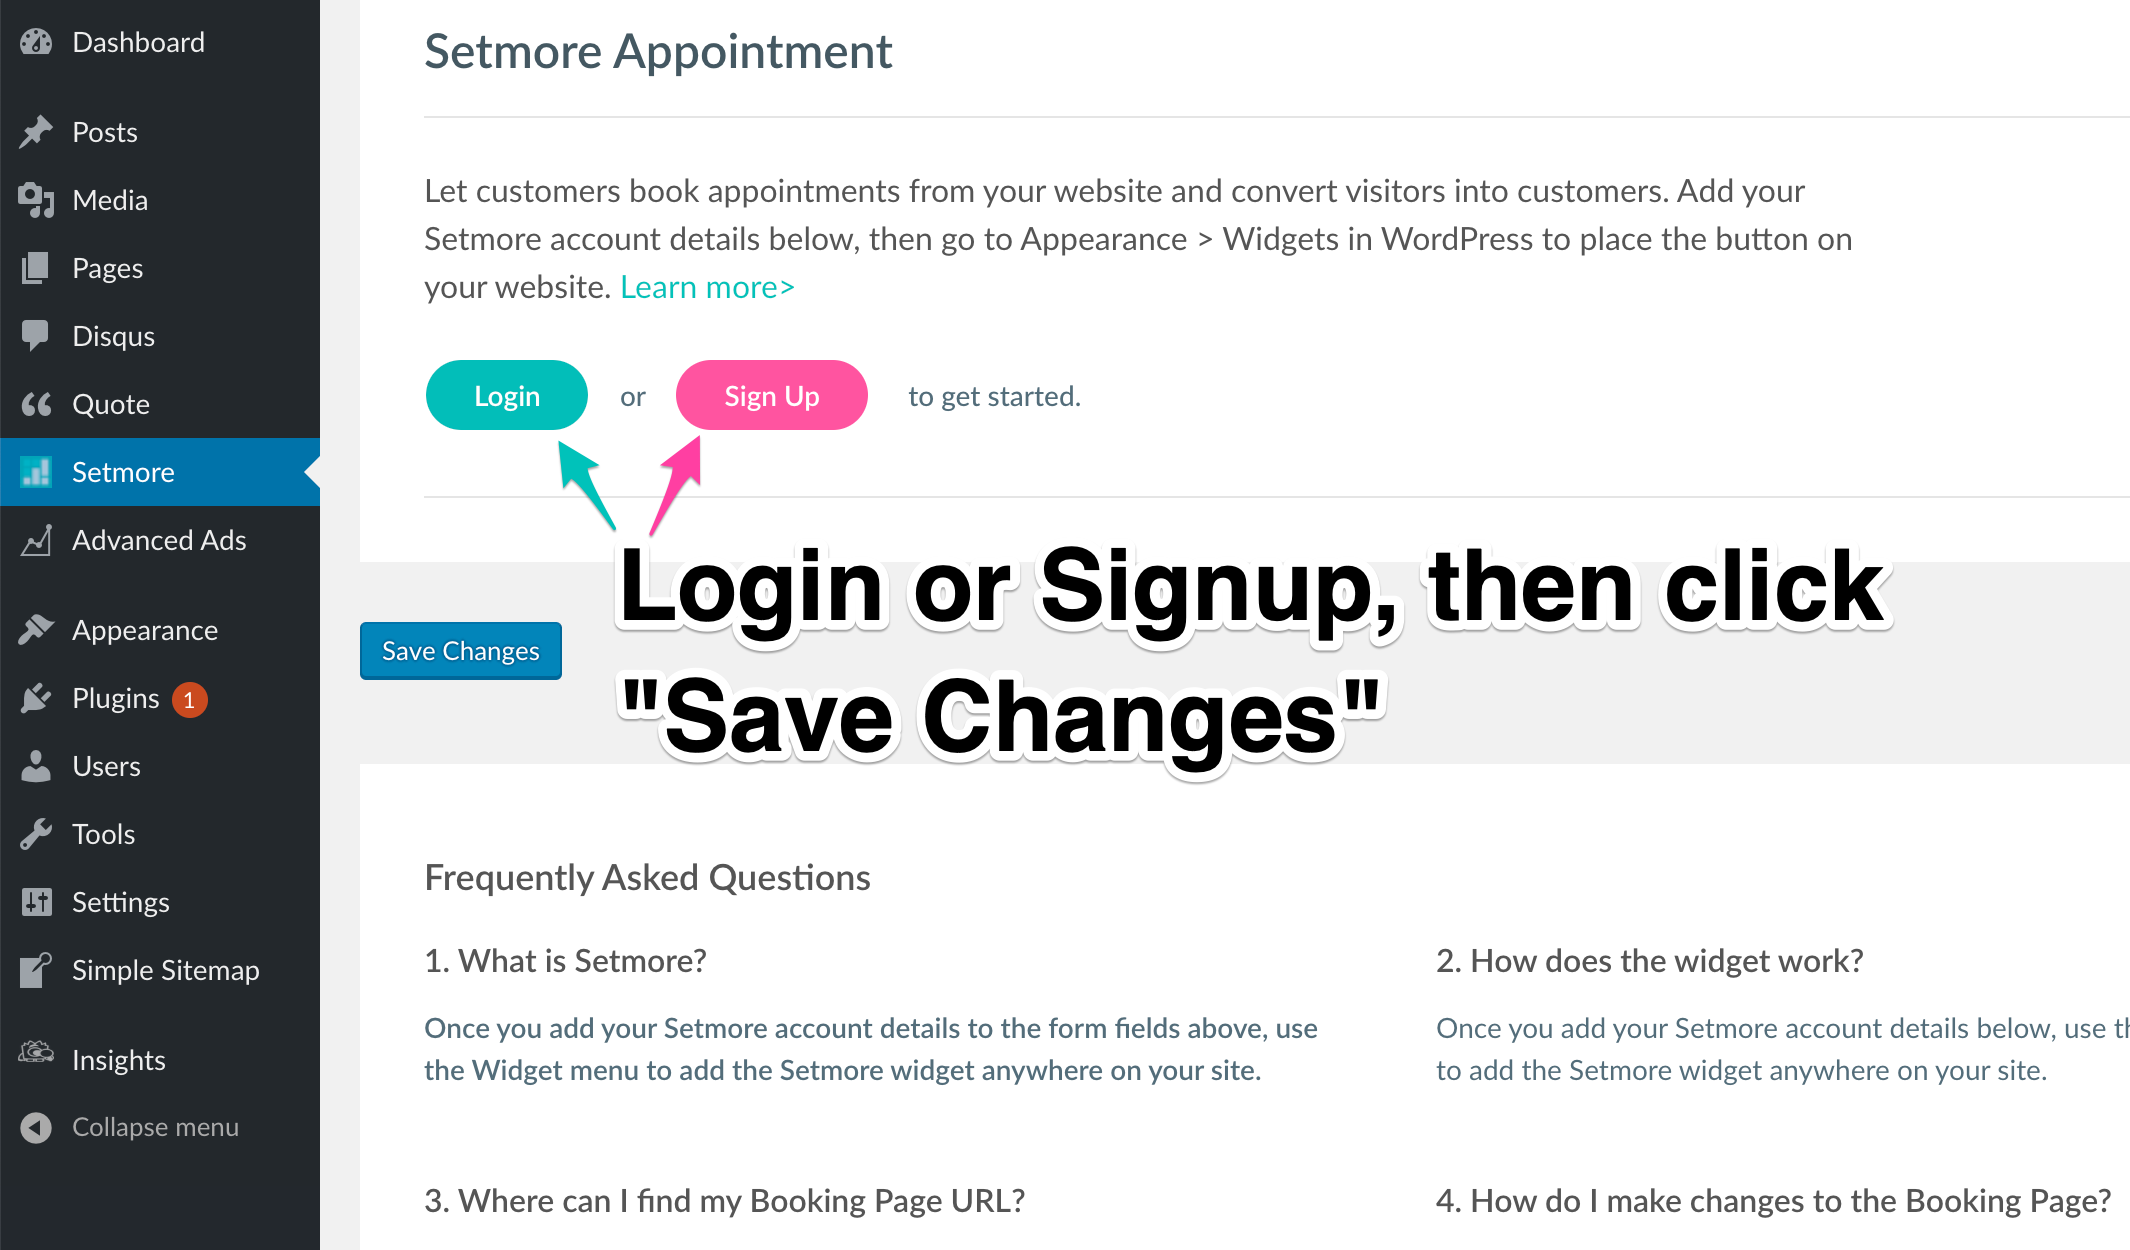 Dashboard
Posts
Media
Pages
Disqus
Quote
Setmore
Advanced Ads
Appearance
Plugins 1
Users
Tools
Settings
Simple Sitemap
Insights
Collapse menu
Setmore Appointment
Let customers book appointments from your website and convert visitors into customers. Add your
Setmore account details below, then go to Appearance > Widgets in WordPress to place the button on
your website. Learn more>
Login or Sign Up to get started.
Login or Signup, then click
"Save Changes"
Save Changes
Frequently Asked Questions
1. What is Setmore?
Once you add your Setmore account details to the form fields above, use
the Widget menu to add the Setmore widget anywhere on your site.
2. How does the widget work?
Once you add your Setmore account details below, use
to add the Setmore widget anywhere on your site.
3. Where can I find my Booking Page URL?
4. How do I make changes to the Booking Page?